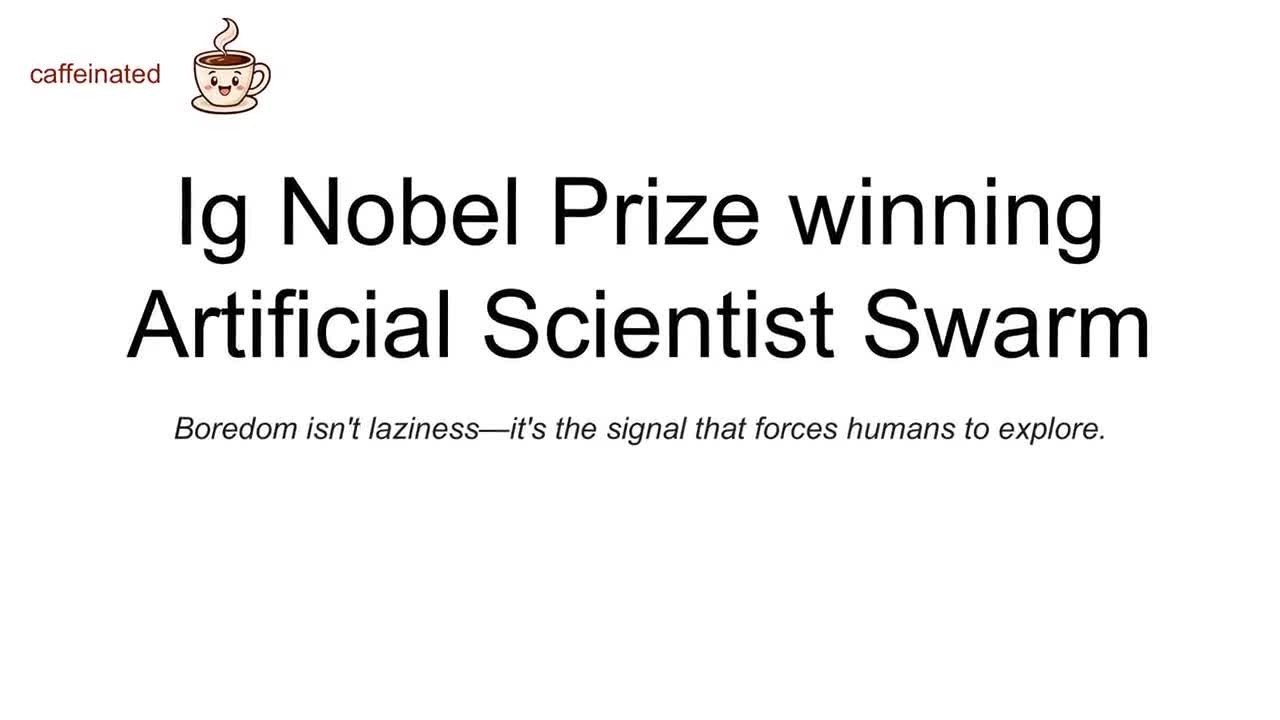 caffeinated
Ig Nobel Prize winning
Artificial Scientist Swarm
Boredom isn't laziness—it's the signal that forces humans to explore.